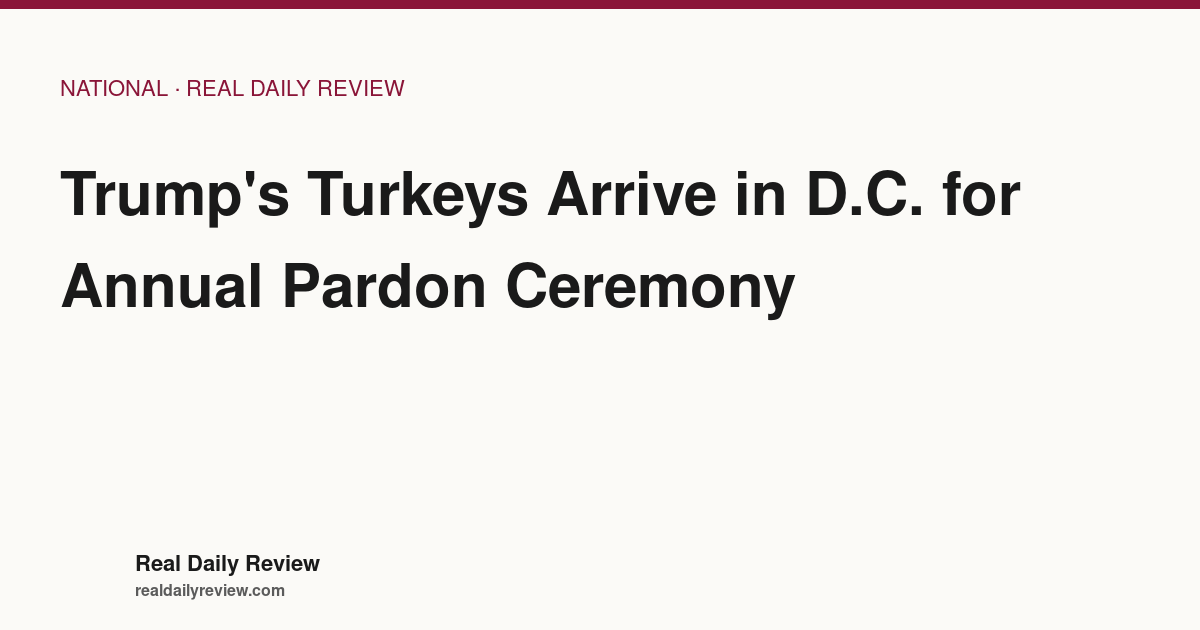 NATIONAL · REAL DAILY REVIEW
Trump's Turkeys Arrive in D.C. for
Annual Pardon Ceremony
Real Daily Review
realdailyreview.com